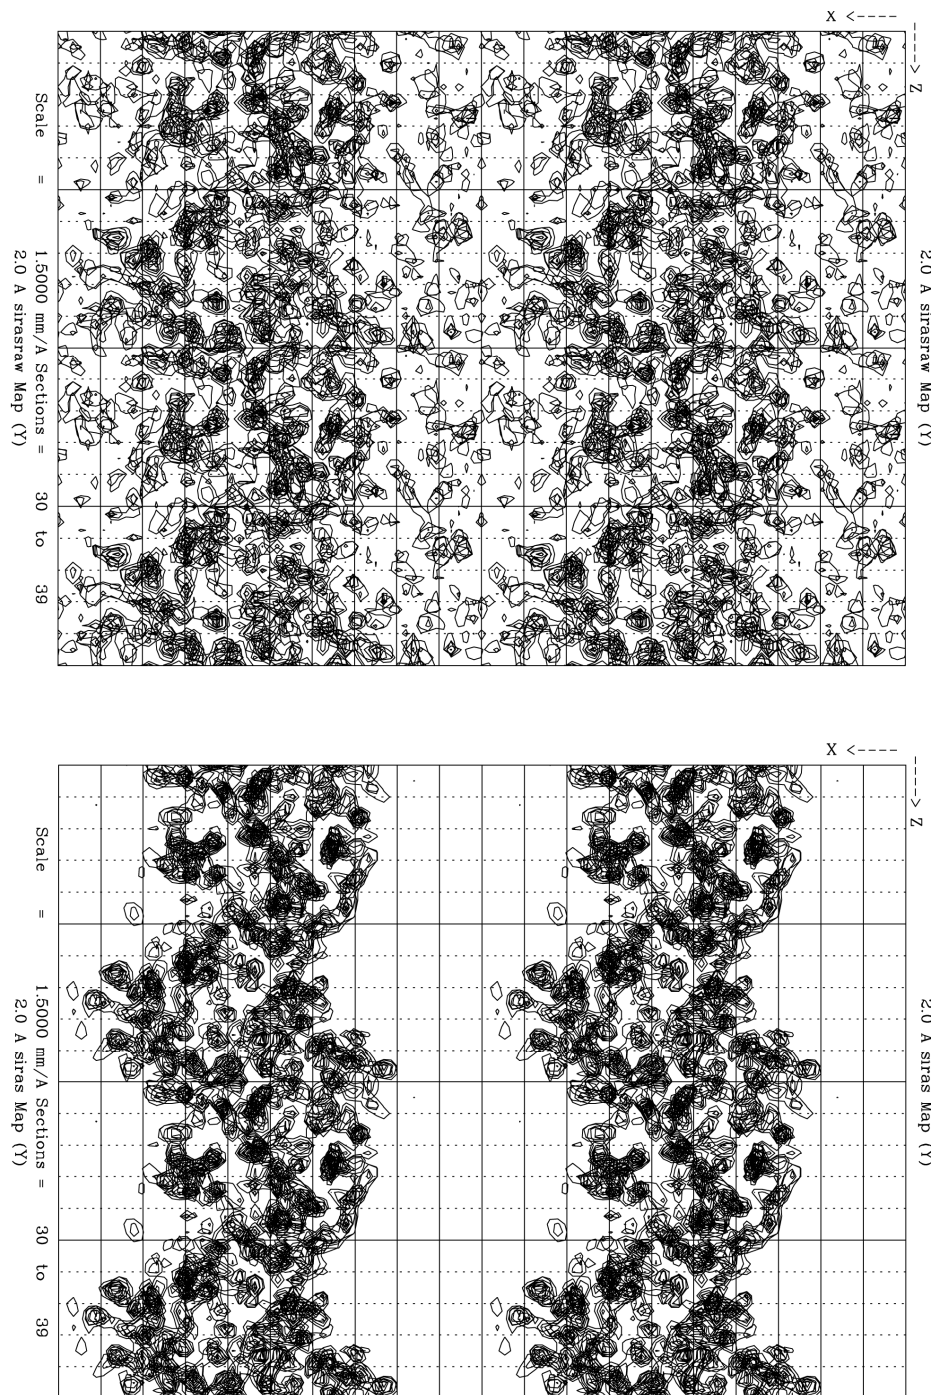 X <----
----> Z
2.0 A sirasraw Map (Y)
Scale = 1.5000 mm/A Sections = 30 to 39
2.0 A sirasraw Map (Y)
X <----
----> Z
2.0 A siras Map (Y)
Scale = 1.5000 mm/A Sections = 30 to 39
2.0 A siras Map (Y)